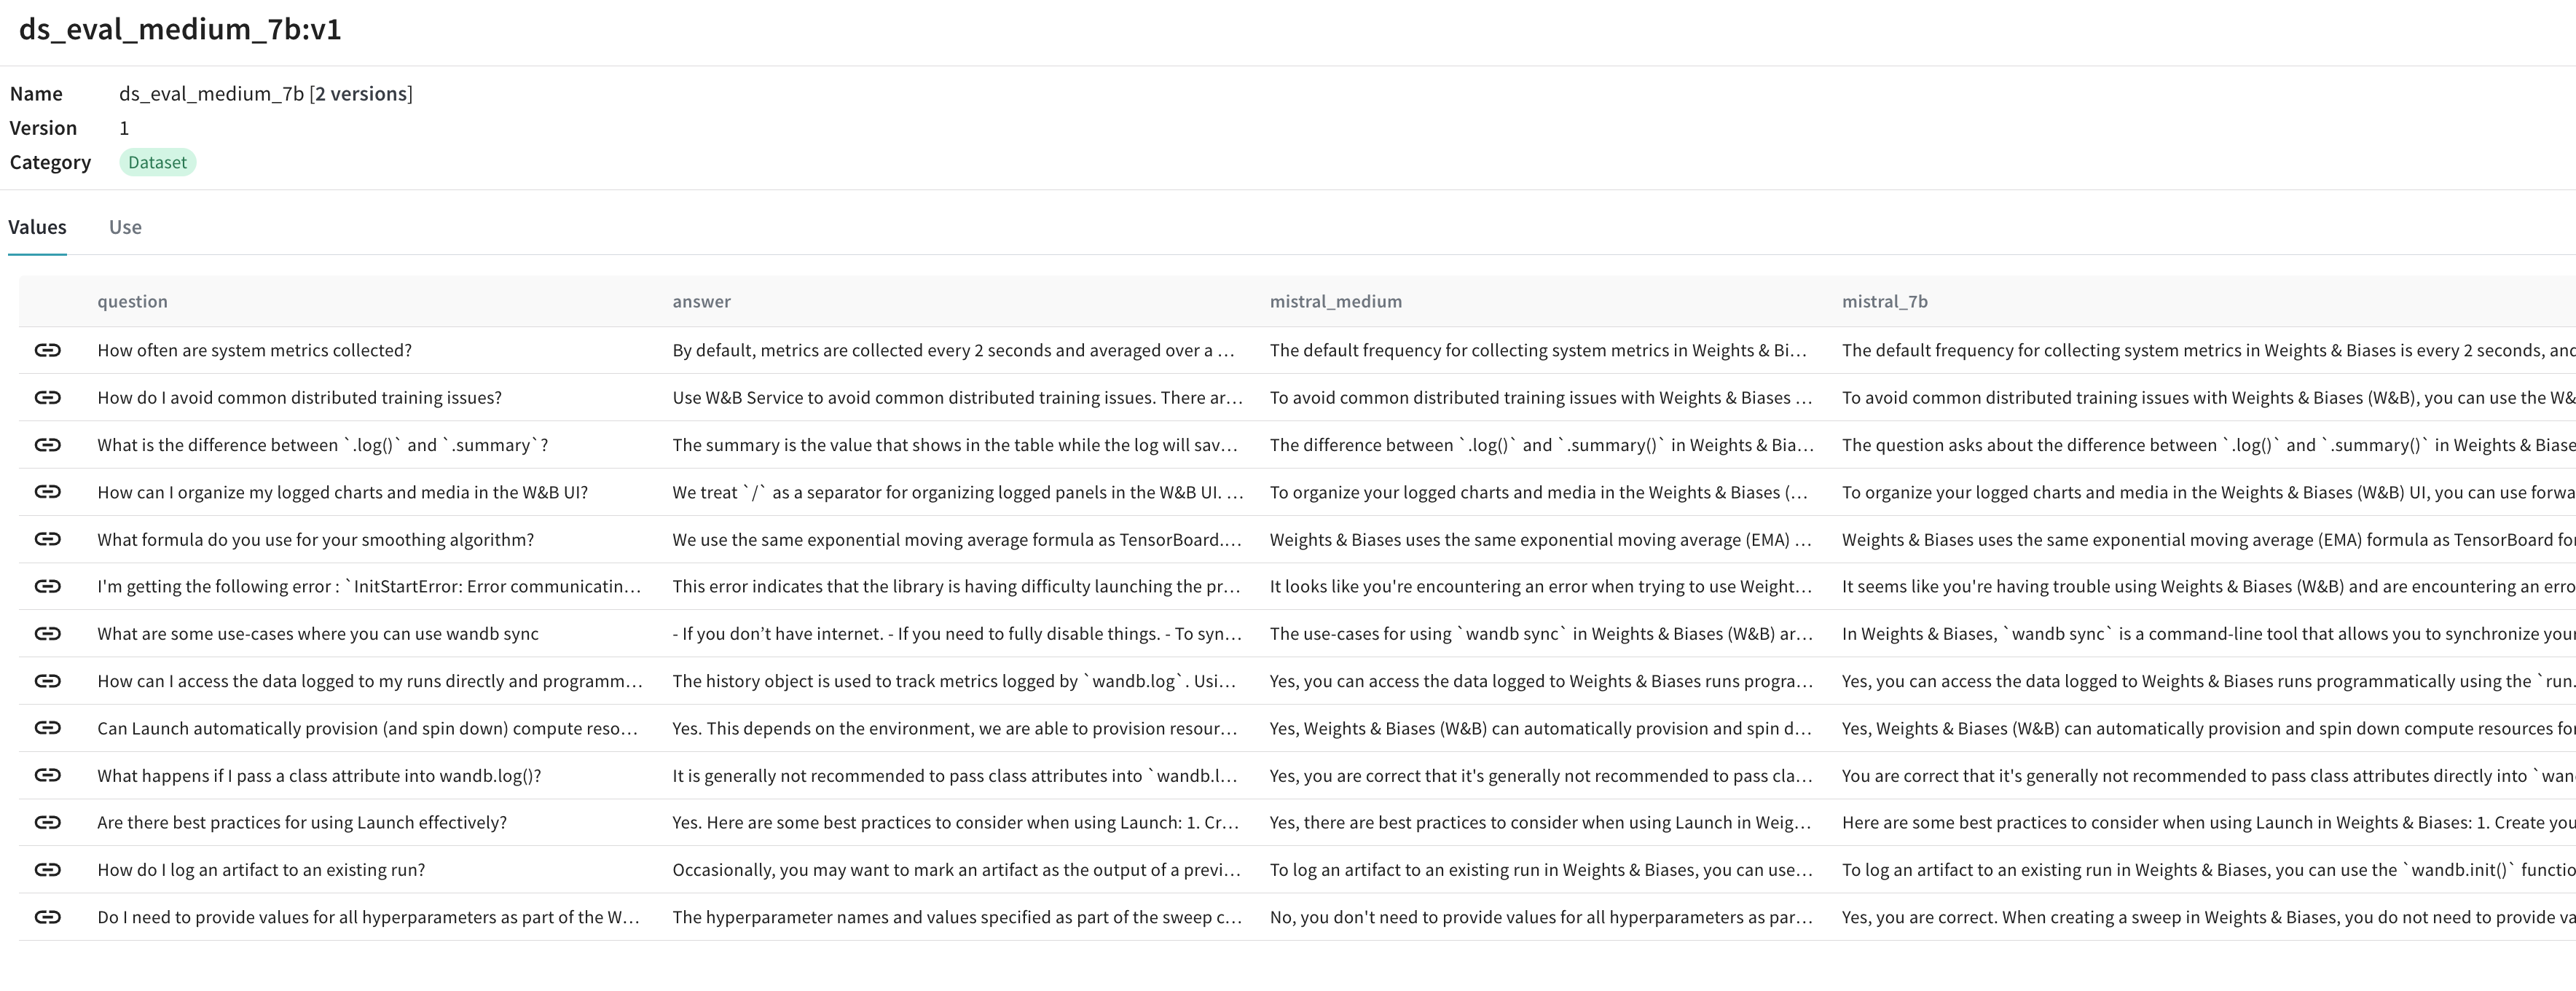 ds_eval_medium_7b:v1
Name ds_eval_medium_7b [2 versions]
Version 1
Category Dataset
Values Use
question answer mistral_medium mistral_7b
How often are system metrics collected? By default, metrics are collected every 2 seconds and averaged over a … The default frequency for collecting system metrics in Weights & Bi… The default frequency for collecting system metrics in Weights & Biases is every 2 seconds, and
How do I avoid common distributed training issues? Use W&B Service to avoid common distributed training issues. There ar… To avoid common distributed training issues with Weights & Biases … To avoid common distributed training issues with Weights & Biases (W&B), you can use the W&
What is the difference between `.log()` and `.summary`? The summary is the value that shows in the table while the log will sav… The difference between `.log()` and `.summary()` in Weights & Bia… The question asks about the difference between `.log()` and `.summary()` in Weights & Biase
How can I organize my logged charts and media in the W&B UI? We treat `/` as a separator for organizing logged panels in the W&B UI. … To organize your logged charts and media in the Weights & Biases (… To organize your logged charts and media in the Weights & Biases (W&B) UI, you can use forwa
What formula do you use for your smoothing algorithm? We use the same exponential moving average formula as TensorBoard.… Weights & Biases uses the same exponential moving average (EMA) … Weights & Biases uses the same exponential moving average (EMA) formula as TensorBoard for
I'm getting the following error : `InitStartError: Error communicatin… This error indicates that the library is having difficulty launching the pr… It looks like you're encountering an error when trying to use Weight… It seems like you're having trouble using Weights & Biases (W&B) and are encountering an erro
What are some use-cases where you can use wandb sync - If you don’t have internet. - If you need to fully disable things. - To syn… The use-cases for using `wandb sync` in Weights & Biases (W&B) ar… In Weights & Biases, `wandb sync` is a command-line tool that allows you to synchronize your
How can I access the data logged to my runs directly and programm… The history object is used to track metrics logged by `wandb.log`. Usi… Yes, you can access the data logged to Weights & Biases runs progra… Yes, you can access the data logged to Weights & Biases runs programmatically using the `run.
Can Launch automatically provision (and spin down) compute reso… Yes. This depends on the environment, we are able to provision resour… Yes, Weights & Biases (W&B) can automatically provision and spin d… Yes, Weights & Biases (W&B) can automatically provision and spin down compute resources for
What happens if I pass a class attribute into wandb.log()? It is generally not recommended to pass class attributes into `wandb.l… Yes, you are correct that it's generally not recommended to pass cla… You are correct that it's generally not recommended to pass class attributes directly into `wan
Are there best practices for using Launch effectively? Yes. Here are some best practices to consider when using Launch: 1. Cr… Yes, there are best practices to consider when using Launch in Weig… Here are some best practices to consider when using Launch in Weights & Biases: 1. Create you
How do I log an artifact to an existing run? Occasionally, you may want to mark an artifact as the output of a previ… To log an artifact to an existing run in Weights & Biases, you can use… To log an artifact to an existing run in Weights & Biases, you can use the `wandb.init()` functio
Do I need to provide values for all hyperparameters as part of the W… The hyperparameter names and values specified as part of the sweep c… No, you don't need to provide values for all hyperparameters as par… Yes, you are correct. When creating a sweep in Weights & Biases, you do not need to provide va